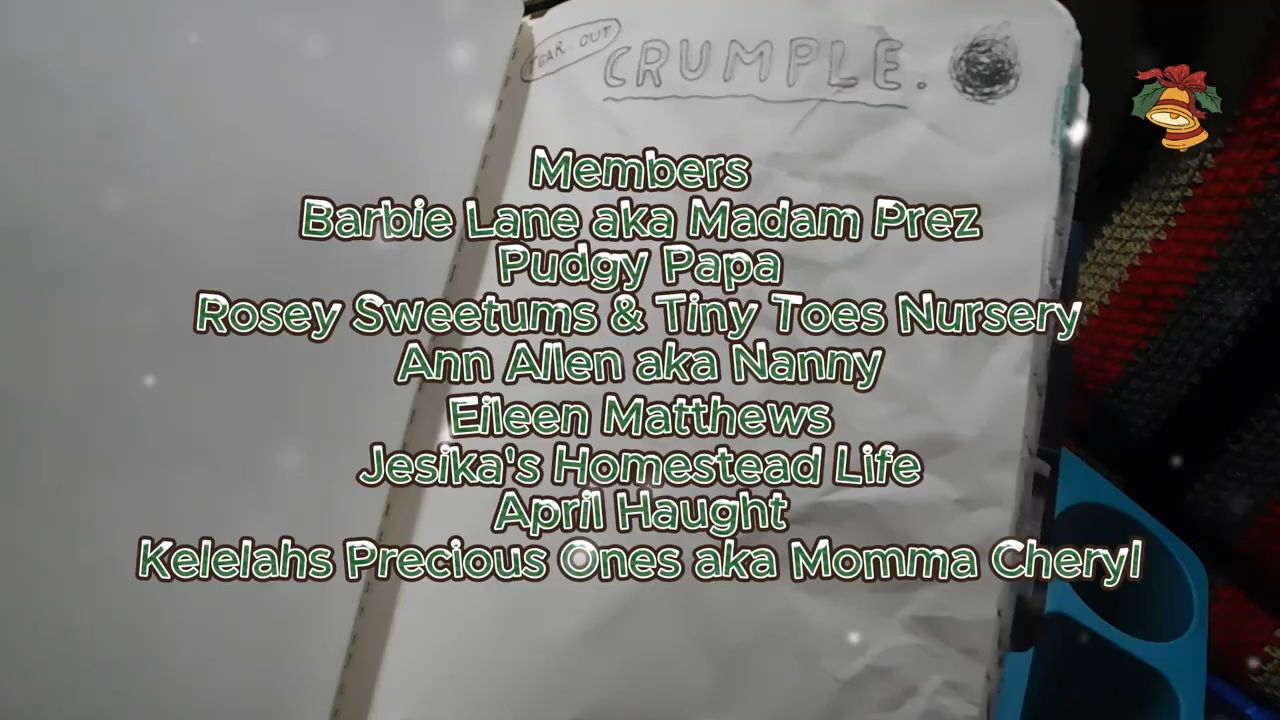 TEAR OUT
CRUMPLE.
Members
Barbie Lane aka Madam Prez
Pudgy Papa
Rosey Sweetums & Tiny Toes Nursery
Ann Allen aka Nanny
Eileen Matthews
Jesika's Homestead Life
April Haught
Kelelahs Precious Ones aka Momma Cheryl